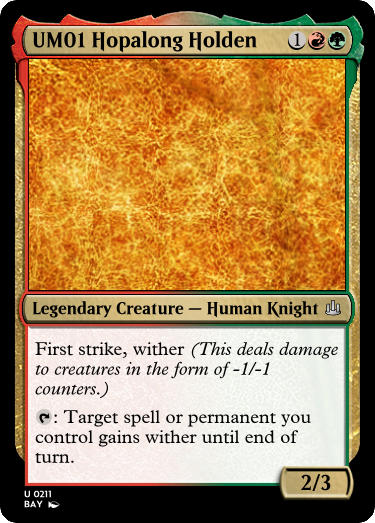 UM01 Hopalong Holden 1
Legendary Creature — Human Knight
First strike, wither (This deals damage
to creatures in the form of -1/-1
counters.)
: Target spell or permanent you
control gains wither until end of
turn.
2/3
U 0211
BAY